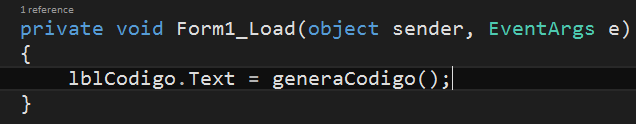 1 reference
private void Form1_Load(object sender, EventArgs e)
{
    lblCodigo.Text = generaCodigo();
}